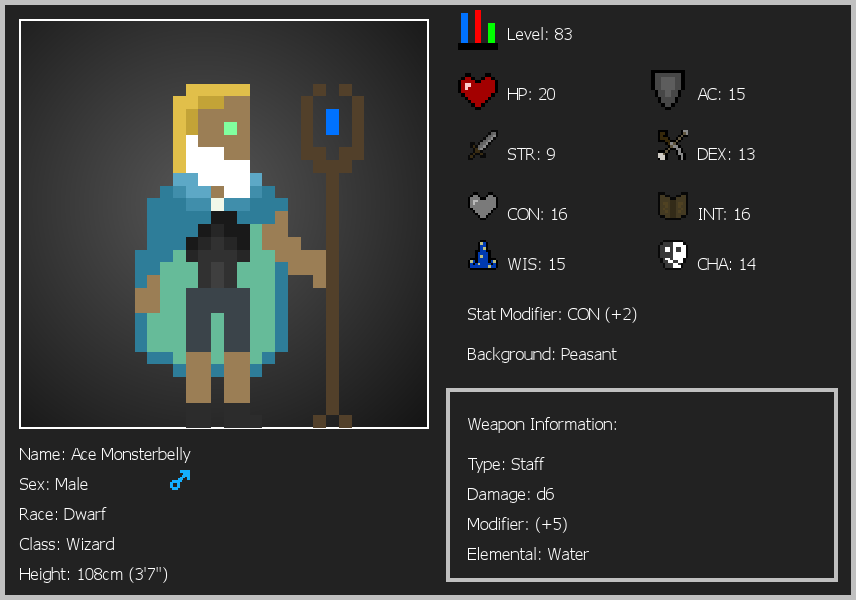 Level: 83
HP: 20
AC: 15
STR: 9
DEX: 13
CON: 16
INT: 16
WIS: 15
CHA: 14
Stat Modifier: CON (+2)
Background: Peasant
Weapon Information:
Type: Staff
Damage: d6
Modifier: (+5)
Elemental: Water
Name: Ace Monsterbelly
Sex: Male
Race: Dwarf
Class: Wizard
Height: 108cm (3'7")